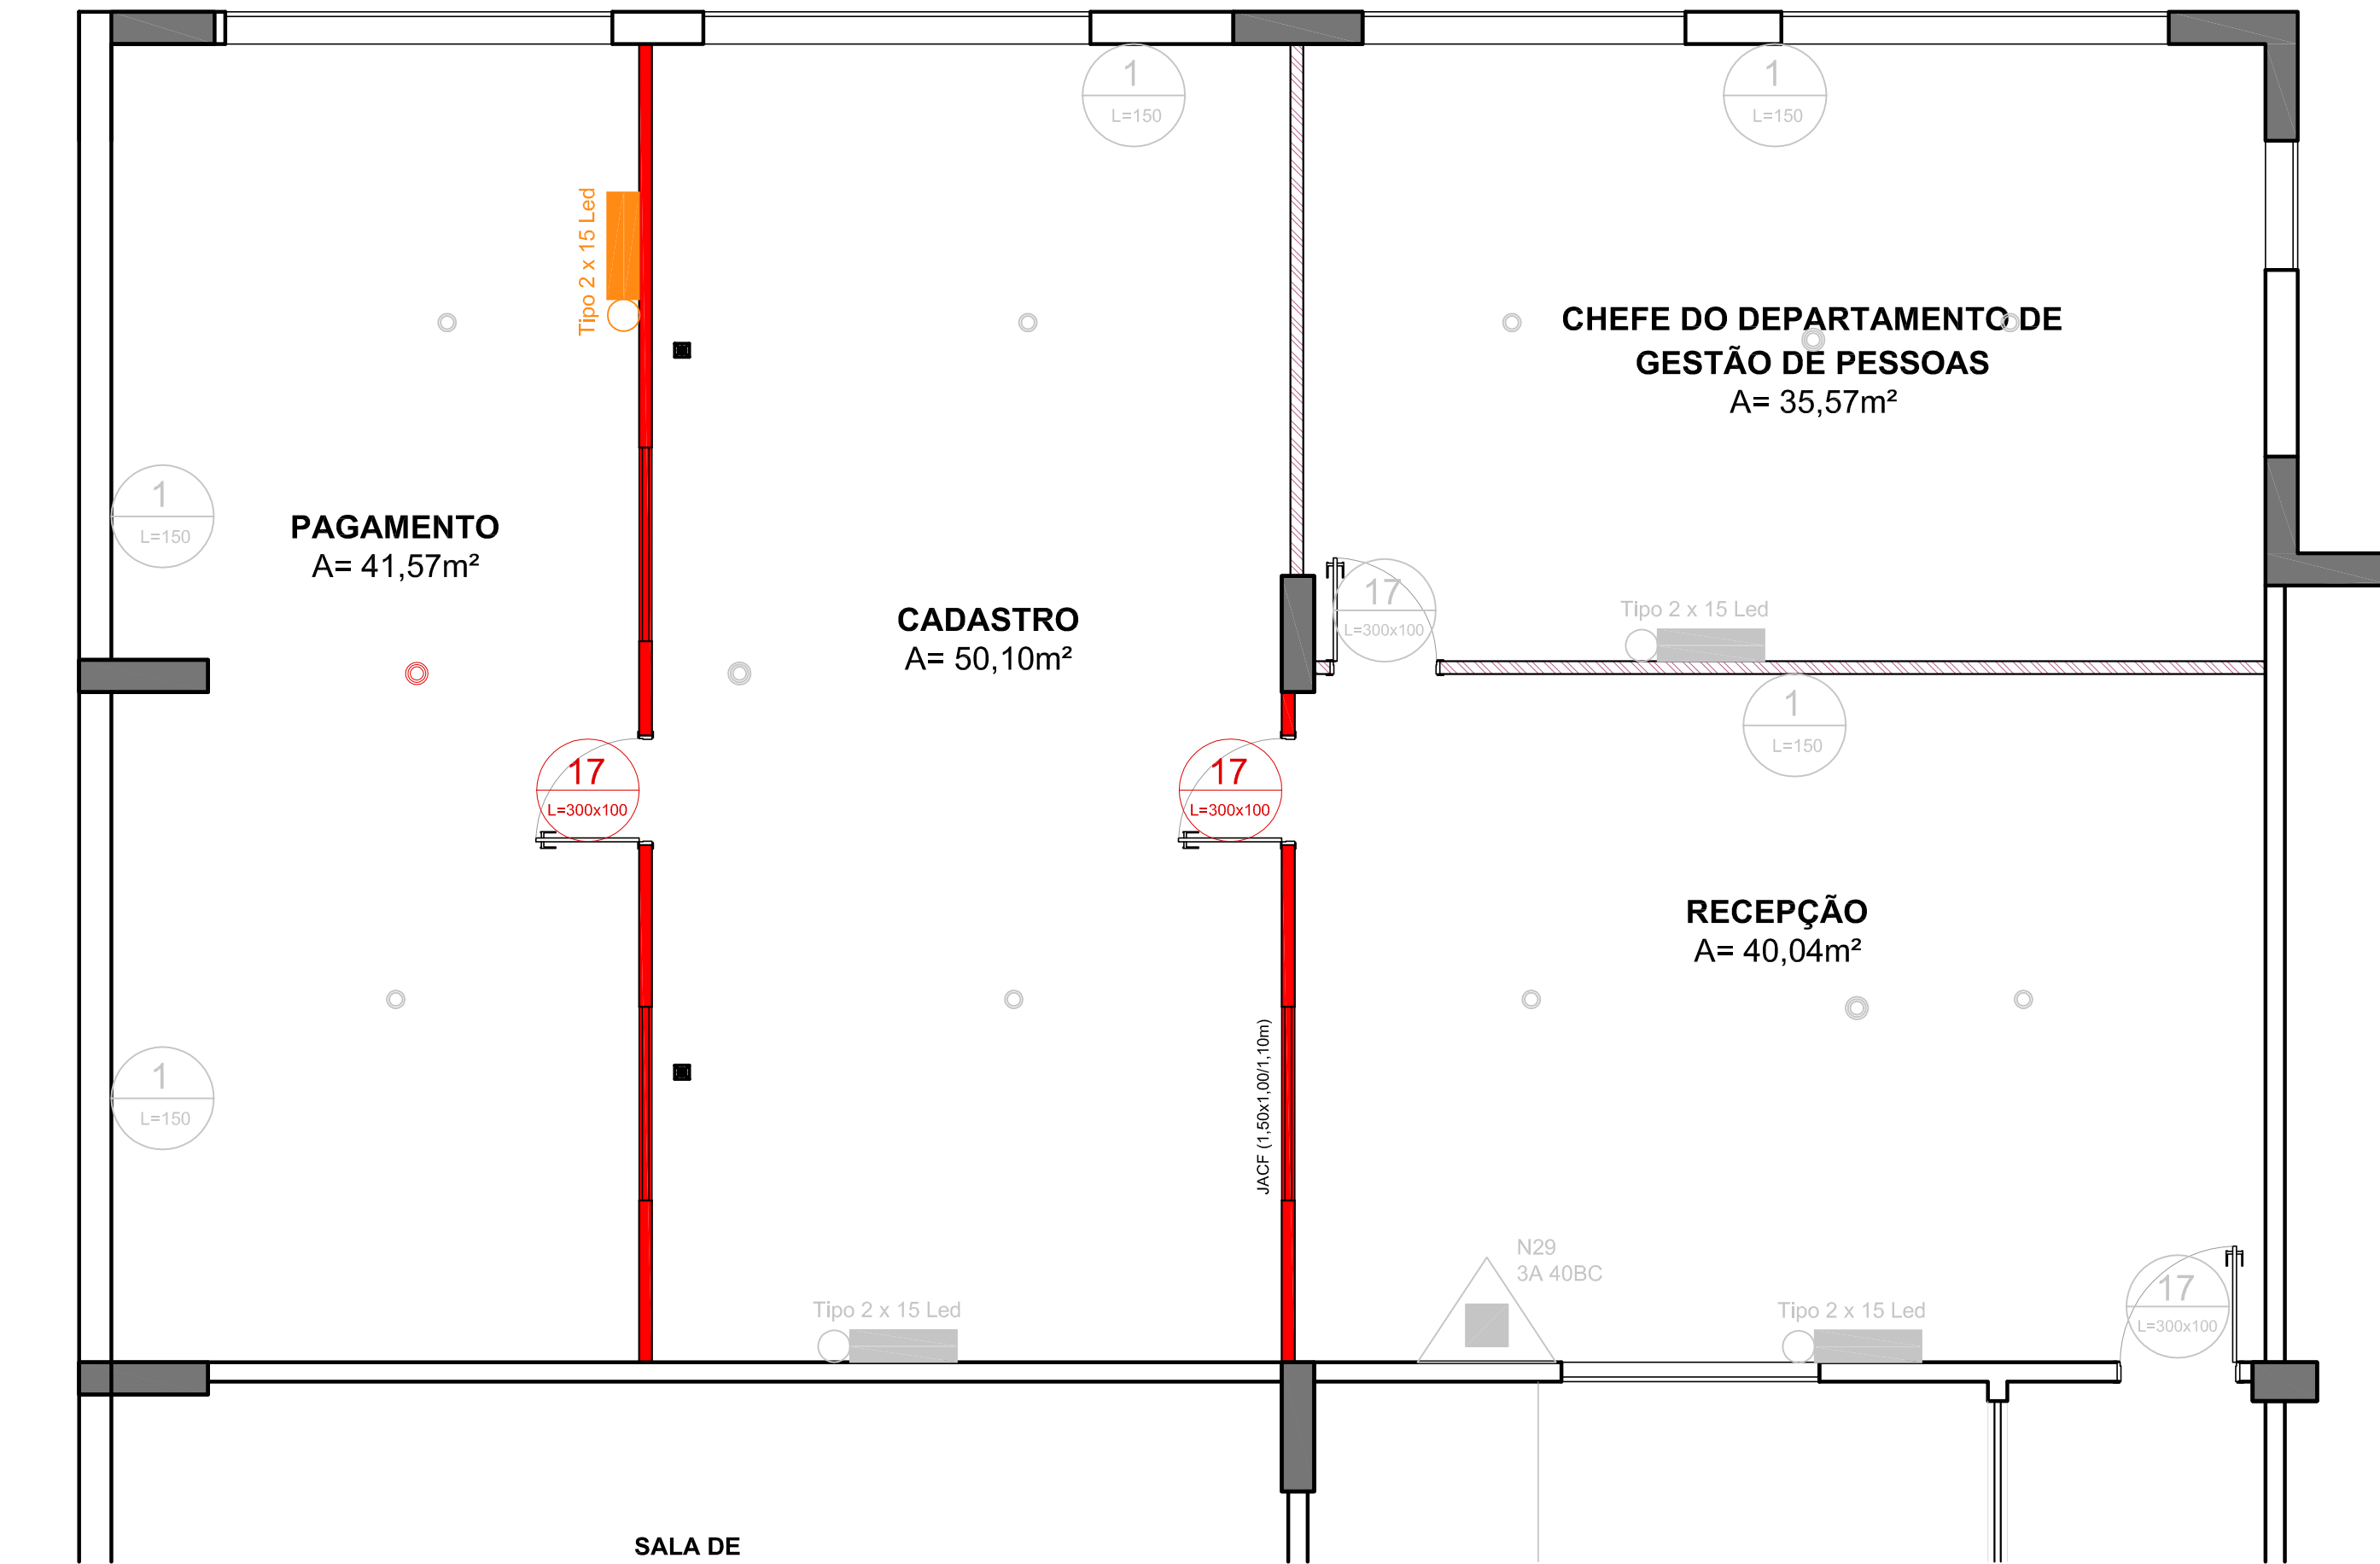 1
L=150
1
L=150
Tipo 2 x 15 Led
CHEFE DO DEPARTAMENTO DE
GESTÃO DE PESSOAS
A= 35,57m²
1
L=150
PAGAMENTO
A= 41,57m²
CADASTRO
A= 50,10m²
17
L=300x100
Tipo 2 x 15 Led
1
L=150
17
L=300x100
17
L=300x100
RECEPÇÃO
A= 40,04m²
1
L=150
JACF (1,50x1,00/1,10m)
N29
3A 40BC
Tipo 2 x 15 Led
Tipo 2 x 15 Led
17
L=300x100
SALA DE